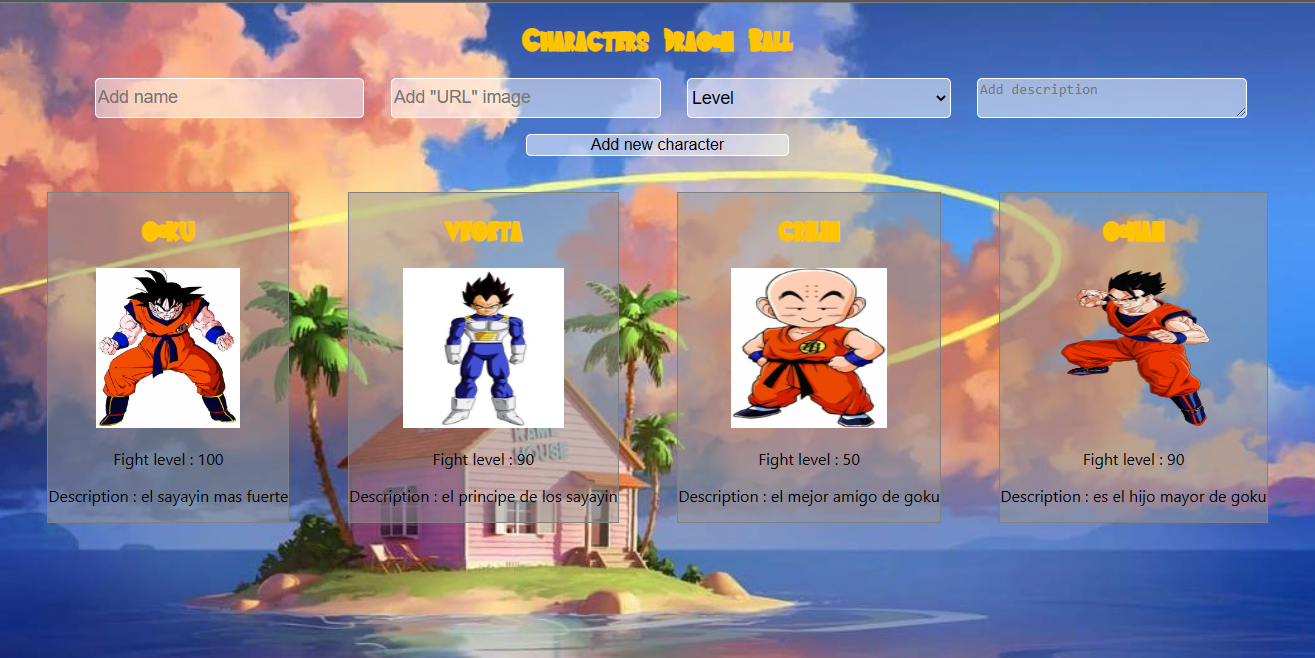 Characters Dragon Ball
Add name
Add "URL" image
Level
Add description
Add new character
GOKU
VEGETA
CRILIN
GOHAN
Fight level : 100
Fight level : 90
Fight level : 50
Fight level : 90
Description : el sayayin mas fuerte
Description : el principe de los sayayin
Description : el mejor amigo de goku
Description : es el hijo mayor de goku
KAME
HOUSE